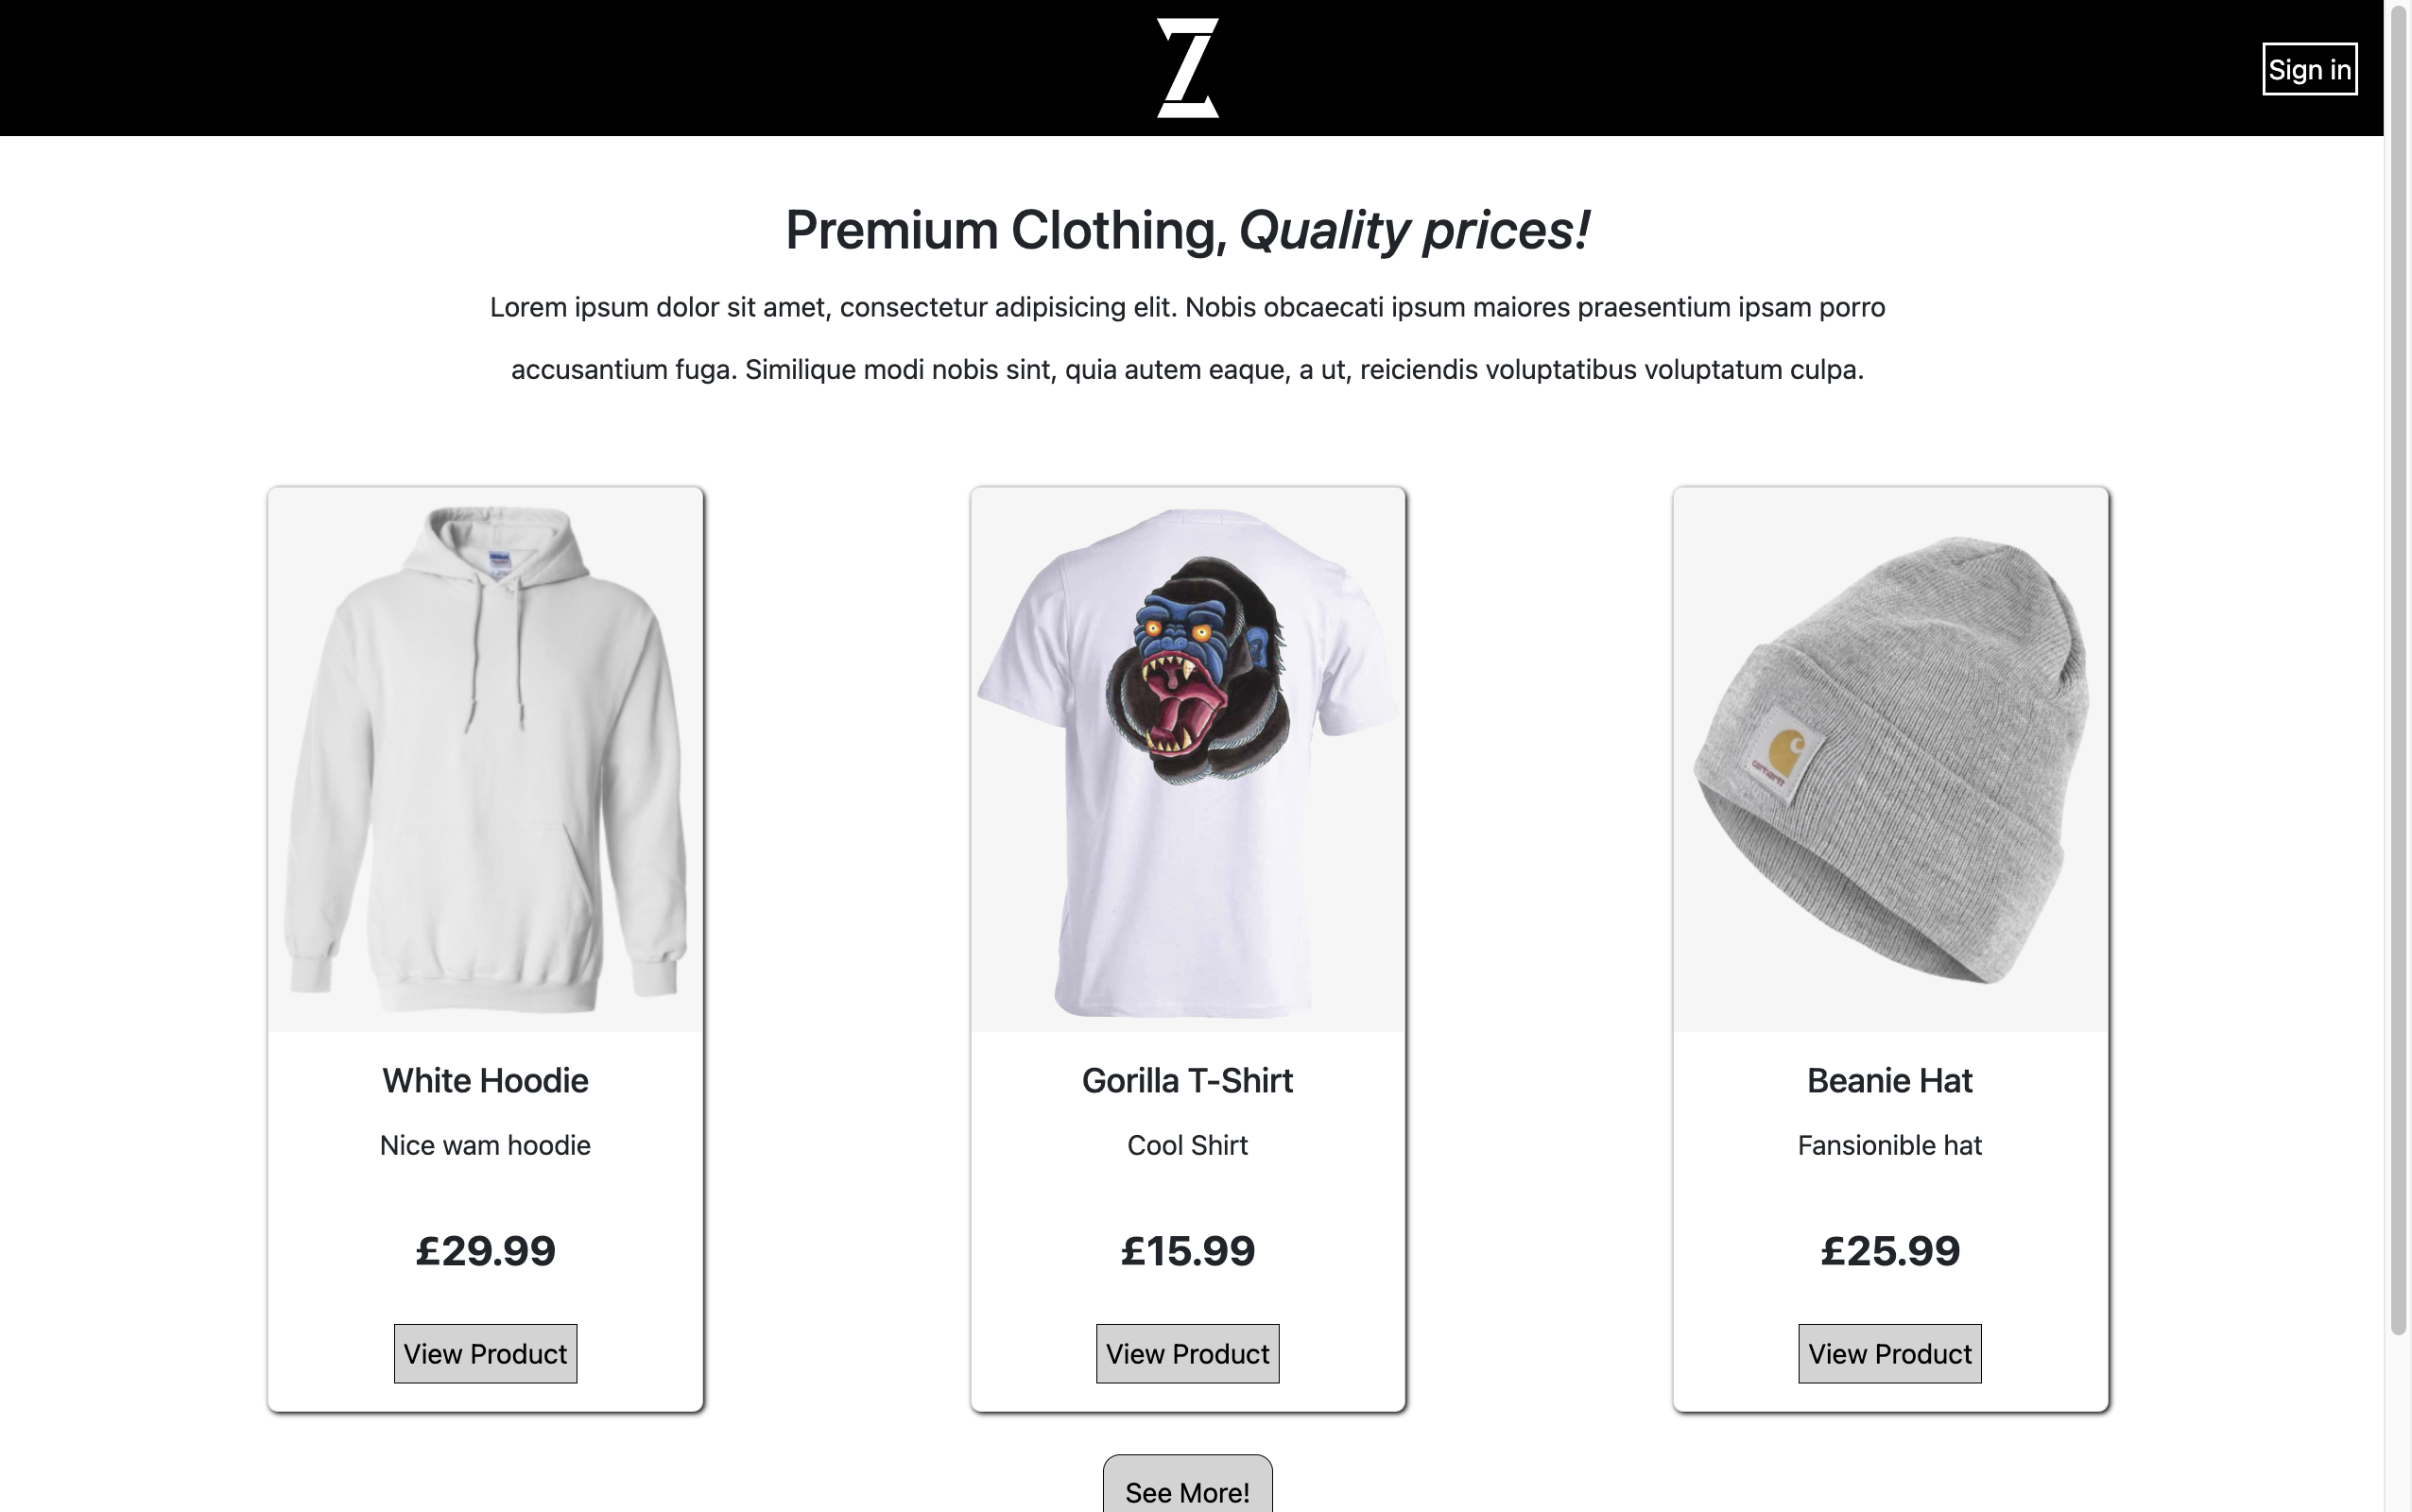 Z
Sign in
Premium Clothing, Quality prices!
Lorem ipsum dolor sit amet, consectetur adipisicing elit. Nobis obcaecati ipsum maiores praesentium ipsam porro
accusantium fuga. Similique modi nobis sint, quia autem eaque, a ut, reiciendis voluptatibus voluptatum culpa.
carhartt
White Hoodie
Gorilla T-Shirt
Beanie Hat
Nice wam hoodie
Cool Shirt
Fansionible hat
£29.99
£15.99
£25.99
View Product
View Product
View Product
See More!